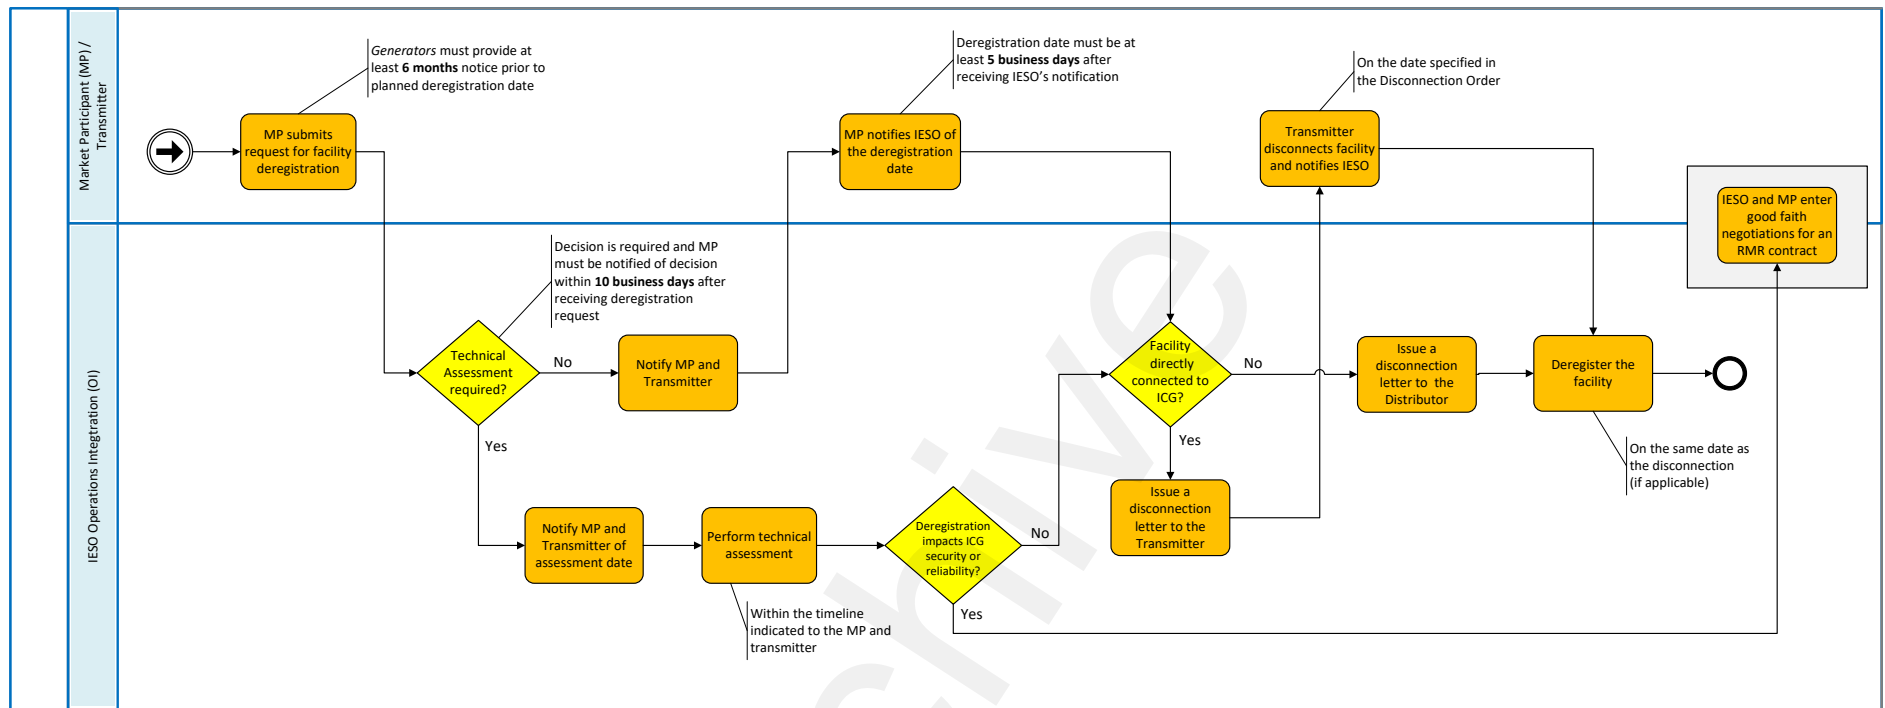 Market Participant (MP) /
Transmitter
Generators must provide at
least 6 months notice prior to
planned deregistration date
MP submits
request for facility
deregistration
Deregistration date must be at
least 5 business days after
receiving IESO's notification
MP notifies IESO of
the deregistration
date
On the date specified in
the Disconnection Order
Transmitter
disconnects facility
and notifies IESO
IESO and MP enter
good faith
negotiations for an
RMR contract
IESO Operations Integtration (OI)
Decision is required and MP
must be notified of decision
within 10 business days after
receiving deregistration
request
Technical
Assessment
required?
No
Notify MP and
Transmitter
Yes
Facility
directly
connected to
ICG?
No
Issue a
disconnection
letter to the
Distributor
Deregister the
facility
Yes
On the same date as
the disconnection
(if applicable)
Issue a
disconnection
letter to the
Transmitter
Notify MP and
Transmitter of
assessment date
Perform technical
assessment
Deregistration
impacts ICG
security or
reliability?
No
Yes
Within the timeline
indicated to the MP and
transmitter